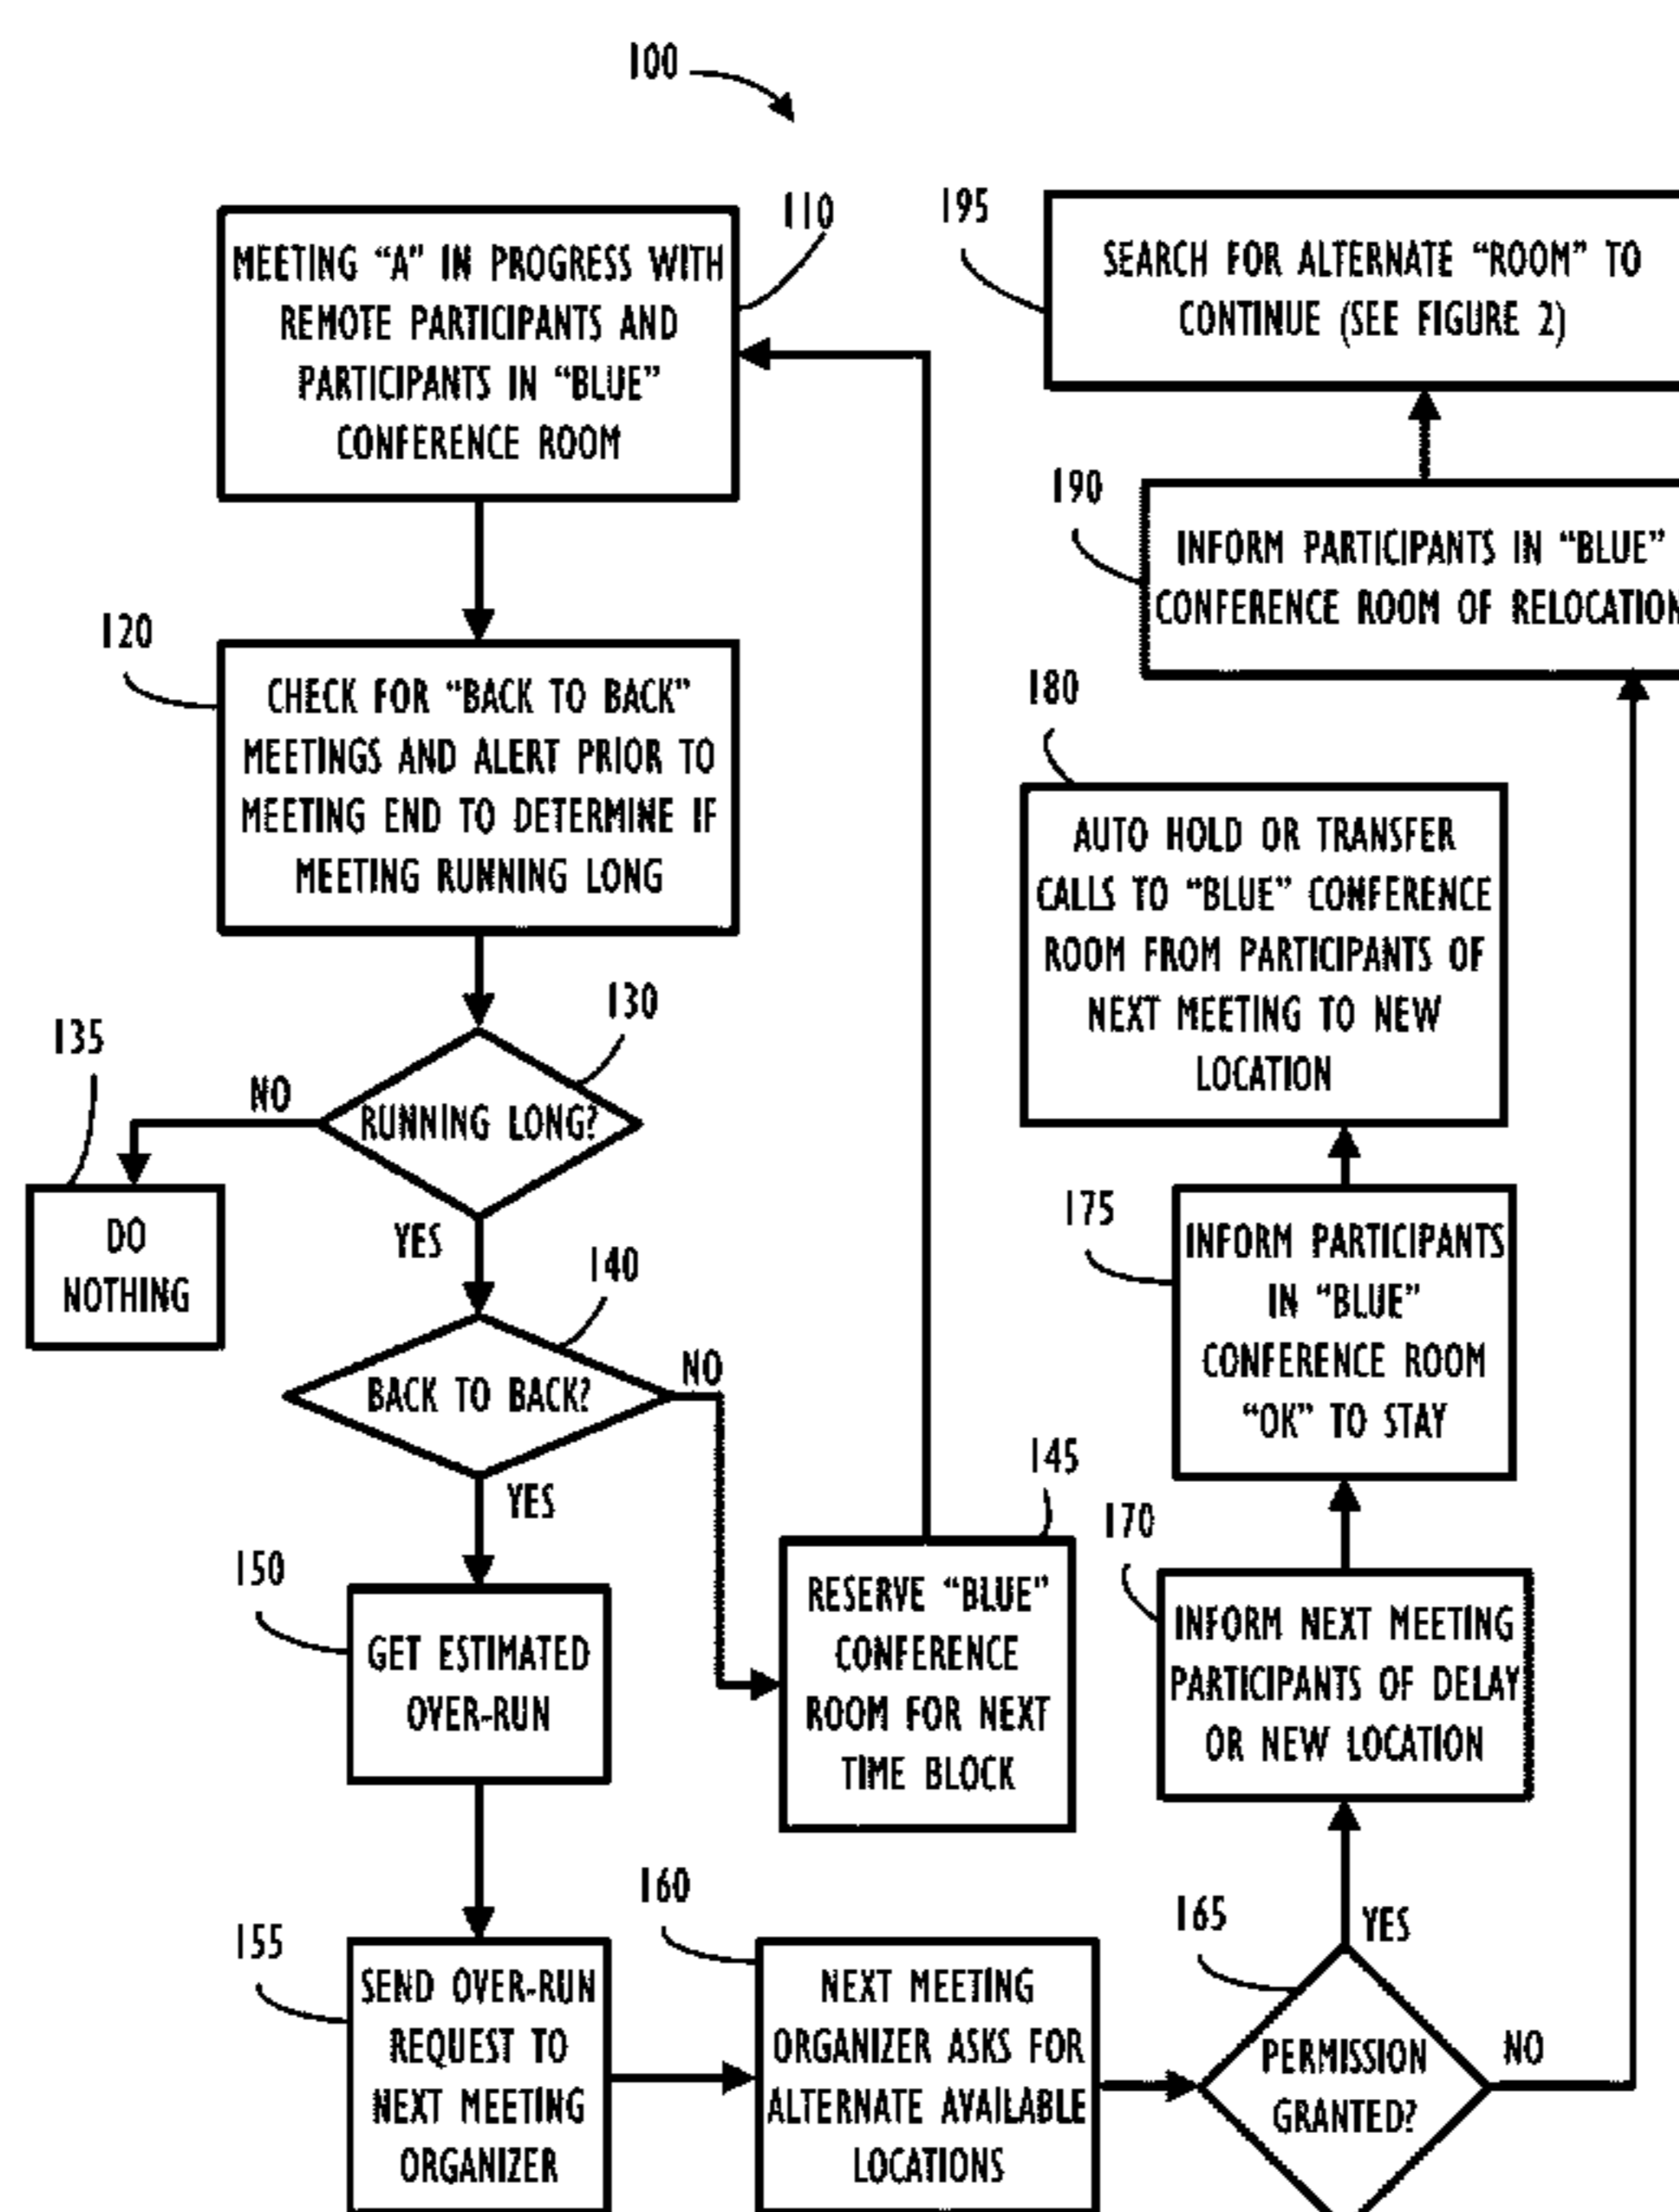 100
110
MEETING “A” IN PROGRESS WITH
REMOTE PARTICIPANTS AND
PARTICIPANTS IN “BLUE”
CONFERENCE ROOM
120
CHECK FOR “BACK TO BACK”
MEETINGS AND ALERT PRIOR TO
MEETING END TO DETERMINE IF
MEETING RUNNING LONG
130
RUNNING LONG?
NO
135
DO
NOTHING
YES
140
BACK TO BACK?
NO
145
RESERVE “BLUE”
CONFERENCE
ROOM FOR NEXT
TIME BLOCK
YES
150
GET ESTIMATED
OVER-RUN
155
SEND OVER-RUN
REQUEST TO
NEXT MEETING
ORGANIZER
160
NEXT MEETING
ORGANIZER ASKS FOR
ALTERNATE AVAILABLE
LOCATIONS
165
PERMISSION
GRANTED?
YES
NO
170
INFORM NEXT MEETING
PARTICIPANTS OF DELAY
OR NEW LOCATION
175
INFORM PARTICIPANTS
IN “BLUE”
CONFERENCE ROOM
“OK” TO STAY
180
AUTO HOLD OR TRANSFER
CALLS TO “BLUE” CONFERENCE
ROOM FROM PARTICIPANTS OF
NEXT MEETING TO NEW
LOCATION
190
INFORM PARTICIPANTS IN “BLUE”
CONFERENCE ROOM OF RELOCATION
195
SEARCH FOR ALTERNATE “ROOM” TO
CONTINUE (SEE FIGURE 2)